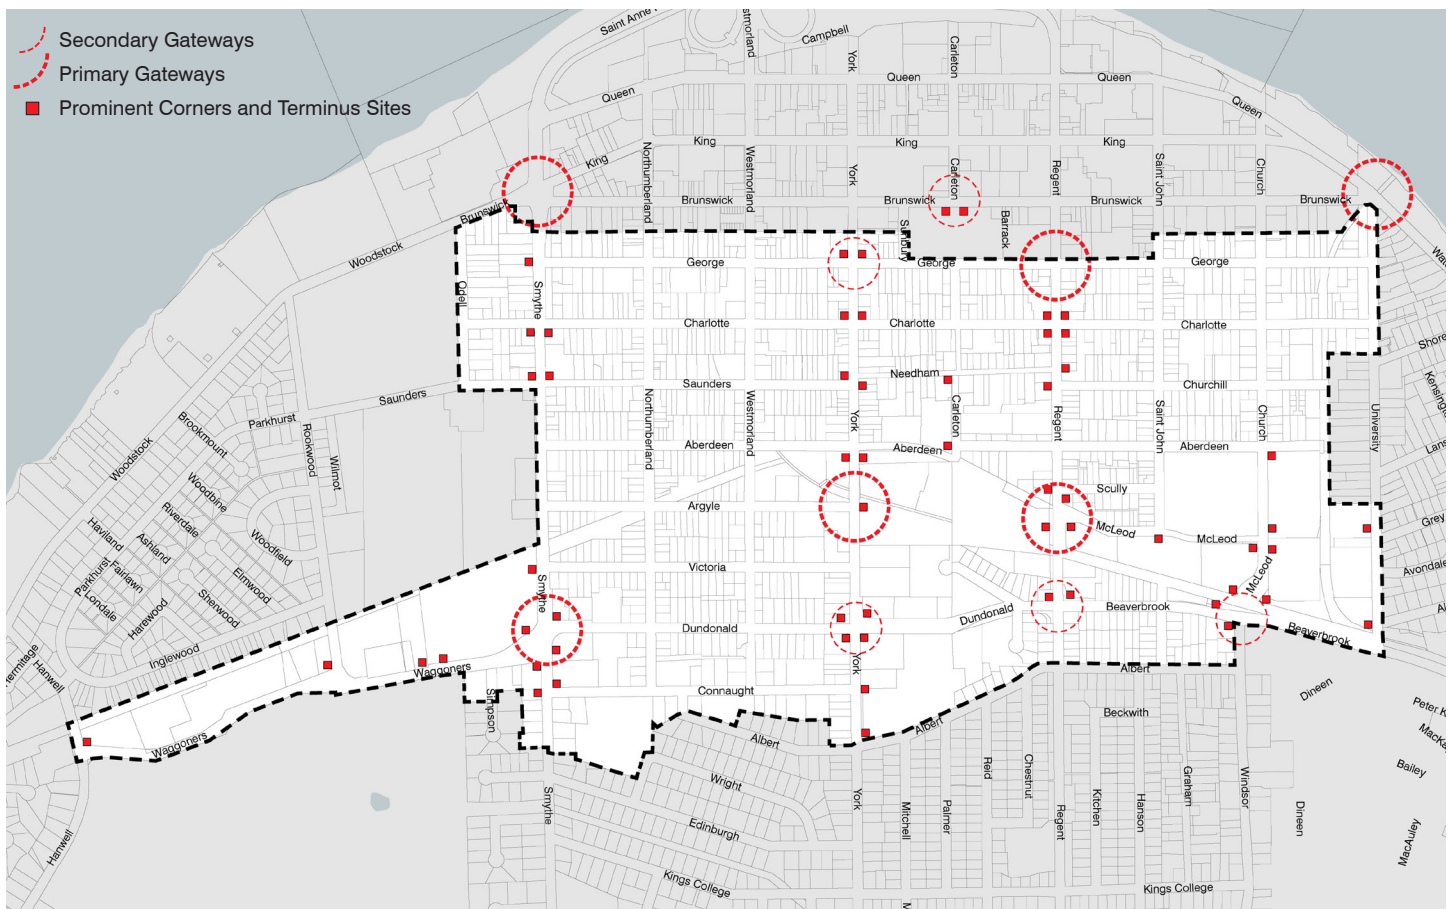 Secondary Gateways
Primary Gateways
Prominent Corners and Terminus Sites
Westmorland
Campbell
York
Carleton
Queen
Queen
Queen
Queen
King
King
King
Northumberland
Westmorland
York
Carleton
Regent
Saint John
Church
Brunswick
Brunswick
Brunswick
Brunswick
Brunswick
Sunbury
Barrack
Woodstock
George
George
George
Odell
Smythe
Charlotte
Charlotte
Charlotte
Needham
Saunders
Saunders
Churchill
Shore
Kensington
University
Northumberland
Westmorland
York
Carleton
Regent
Saint John
Church
Parkhurst
Brookmount
Rookwood
Wilmot
Woodstock
Aberdeen
Aberdeen
Aberdeen
Woodbine
Riverdale
Scully
Argyle
Haviland
Ashland
Woodfield
McLeod
McLeod
McLeod
Grey
Parkhurst
Fairlawn
Londale
Elmwood
Sherwood
Harewood
Victoria
Avondale
Smythe
Dundonald
Dundonald
Beaverbrook
Beaverbrook
Hermitage
Hanwell
Inglewood
Waggoners
York
Connaught
Albert
Dineen
Simpson
Waggoners
Albert
Albert
Beckwith
Peter K
Bailey
Wright
Reid
Chestnut
Graham
Windsor
Smythe
York
Mitchell
Palmer
Regent
Kitchen
Hanson
Dineen
Edinburgh
MacAuley
Hanwell
Kings College
Kings College